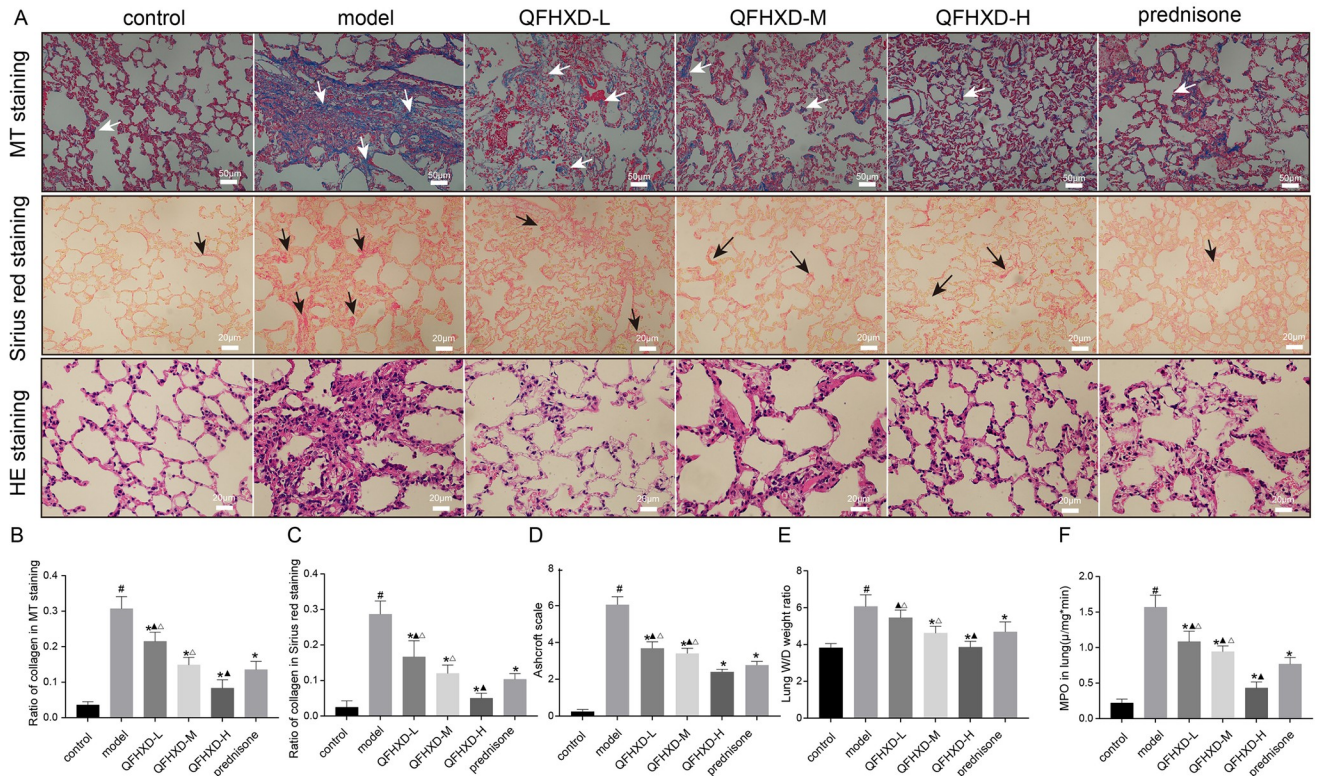 A control model QFHXD-L QFHXD-M QFHXD-H prednisone
MT staining
50μm 50μm 50μm 50μm 50μm 50μm
Sirius red staining
20μm 20μm 20μm 20μm 20μm 20μm
HE staining
20μm 20μm 20μm 20μm 20μm 20μm
B
Ratio of collagen in MT staining
0.4
0.3
0.2
0.1
0.0
# *▲△ *△ *▲ *
control model QFHXD-L QFHXD-M QFHXD-H prednisone
C
Ratio of collagen in Sirius red staining
0.4
0.3
0.2
0.1
0.0
# *▲△ *△ *▲ *
control model QFHXD-L QFHXD-M QFHXD-H prednisone
D
Ashcroft scale
8
6
4
2
0
# *▲△ *▲△ * *
control model QFHXD-L QFHXD-M QFHXD-H prednisone
E
Lung W/D weight ratio
8
6
4
2
0
# ▲△ *△ *▲ *
control model QFHXD-L QFHXD-M QFHXD-H prednisone
F
MPO in lung(μ/mg*min)
2.0
1.5
1.0
0.5
0.0
# *▲△ *▲△ *▲ *
control model QFHXD-L QFHXD-M QFHXD-H prednisone